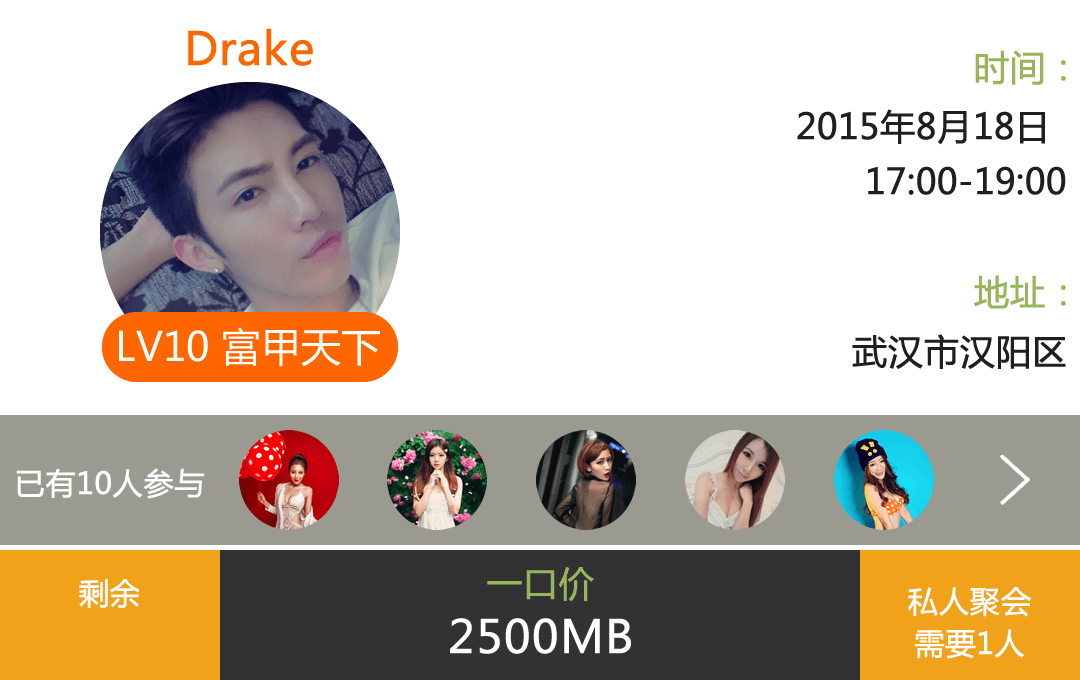 Drake
LV10 富甲天下
时间：
2015年8月18日
17:00-19:00
地址：
武汉市汉阳区
已有10人参与
剩余
一口价
2500MB
私人聚会
需要1人